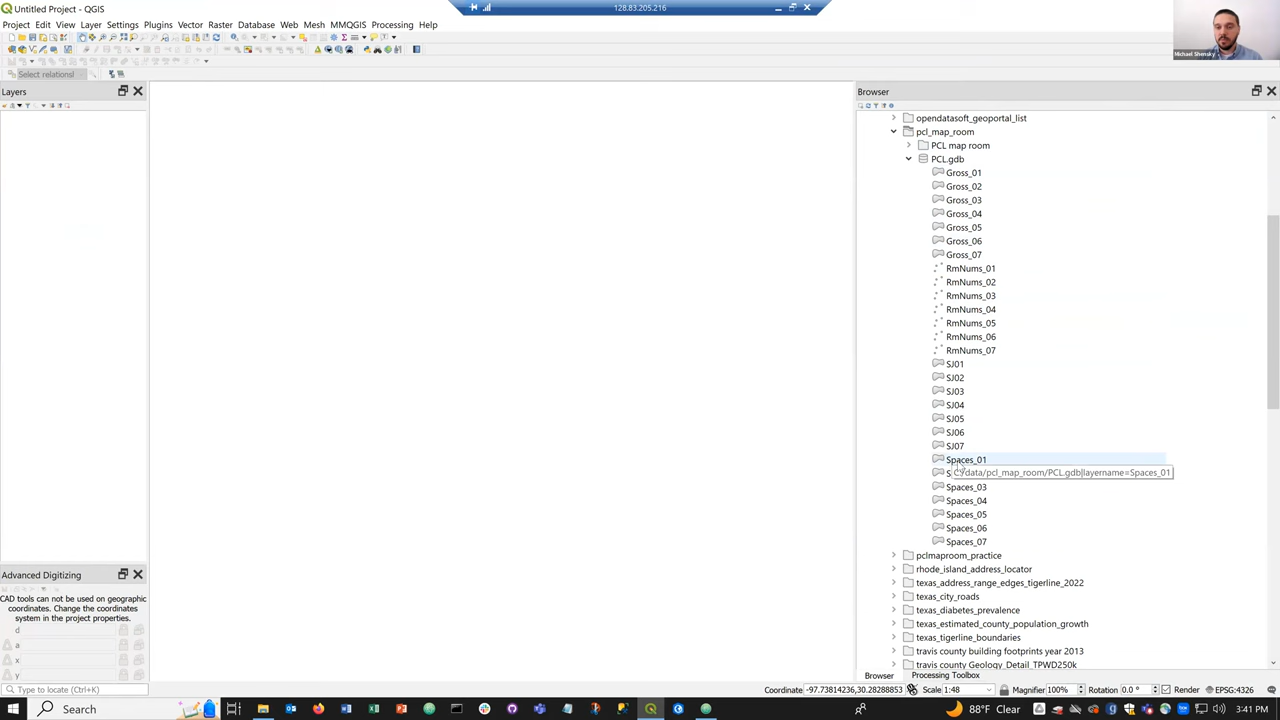 Untitled Project - QGIS
128.83.205.216
Project Edit View Layer Settings Plugins Vector Raster Database Web Mesh MMQGIS Processing Help
Michael Shensky
Select relational
Layers
Browser
opendatasoft_geoportal_list
pcl_map_room
PCL map room
PCL.gdb
Gross_01
Gross_02
Gross_03
Gross_04
Gross_05
Gross_06
Gross_07
RmNums_01
RmNums_02
RmNums_03
RmNums_04
RmNums_05
RmNums_06
RmNums_07
SJ01
SJ02
SJ03
SJ04
SJ05
SJ06
SJ07
Spaces_01
S C:/data/pcl_map_room/PCL.gdb|layername=Spaces_01
Spaces_03
Spaces_04
Spaces_05
Spaces_06
Spaces_07
pclmaproom_practice
rhode_island_address_locator
texas_address_range_edges_tigerline_2022
texas_city_roads
texas_diabetes_prevalence
texas_estimated_county_population_growth
texas_tigerline_boundaries
travis county building footprints year 2013
travis county Geology_Detail_TPWD250k
Advanced Digitizing
CAD tools can not be used on geographic
coordinates. Change the coordinates
system in the project properties.
d
a
x
y
Browser Processing Toolbox
Type to locate (Ctrl+K)
Coordinate -97.73814236,30.28288853 Scale 1:48 Magnifier 100% Rotation 0.0 ° Render EPSG:4326
Search
88°F Clear
3:41 PM